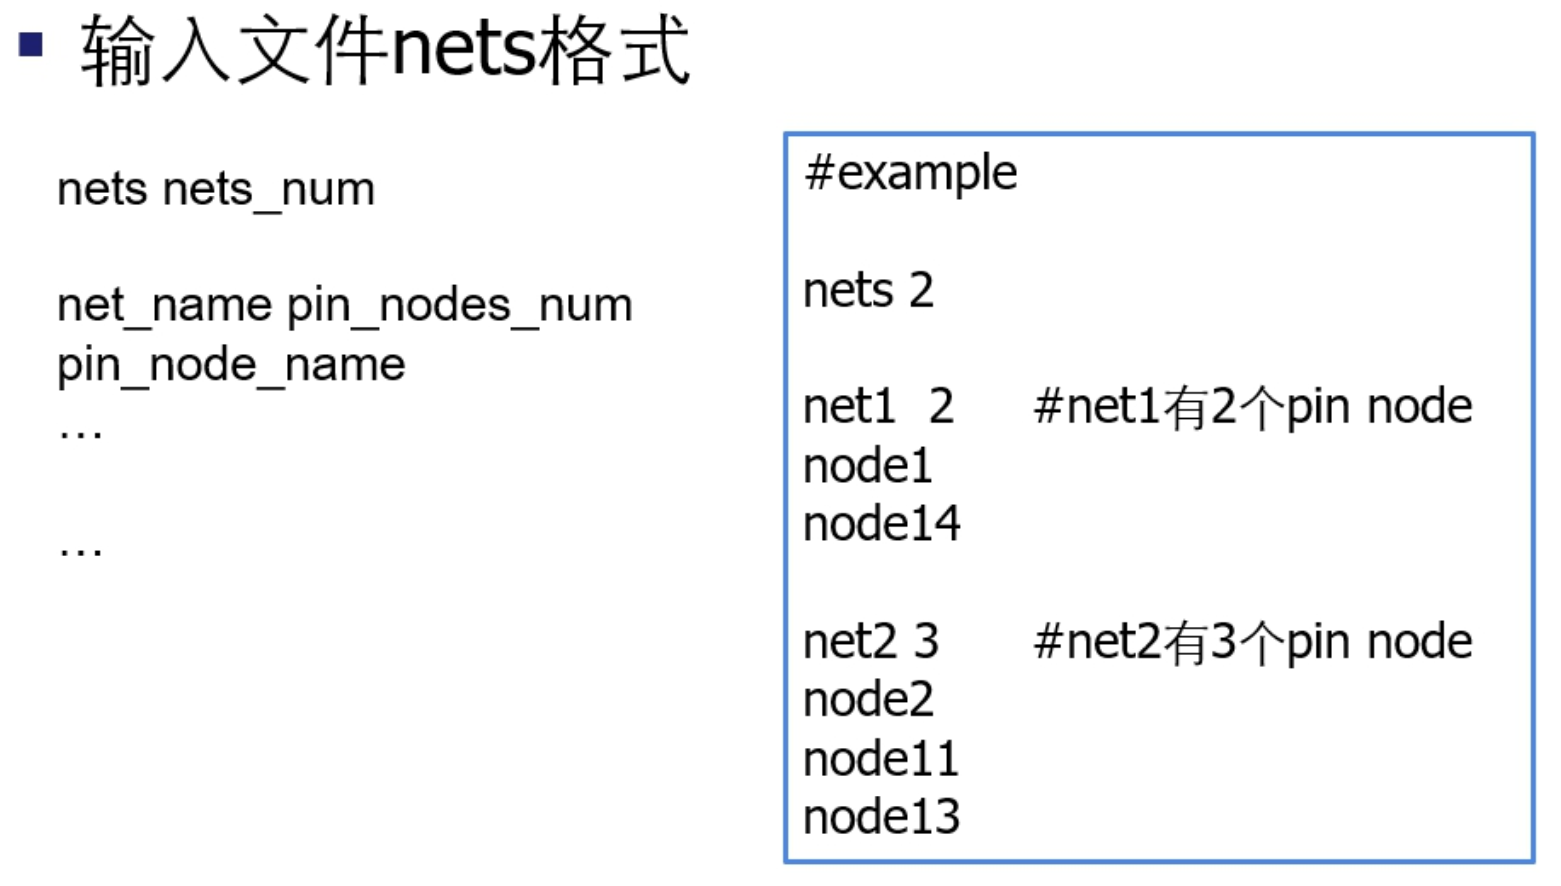 ▪ 输入文件nets格式
nets nets_num
net_name pin_nodes_num
pin_node_name
…
…
#example
nets 2
net1 2 #net1有2个pin node
node1
node14
net2 3 #net2有3个pin node
node2
node11
node13